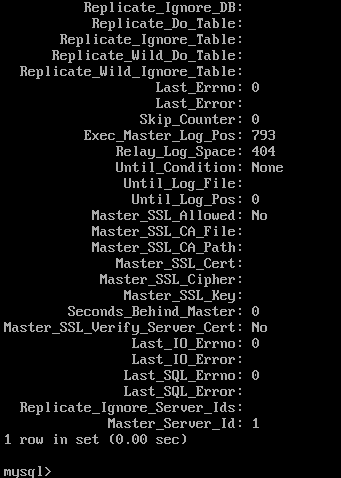 Replicate_Ignore_DB:
Replicate_Do_Table:
Replicate_Ignore_Table:
Replicate_Wild_Do_Table:
Replicate_Wild_Ignore_Table:
Last_Errno: 0
Last_Error:
Skip_Counter: 0
Exec_Master_Log_Pos: 793
Relay_Log_Space: 404
Until_Condition: None
Until_Log_File:
Until_Log_Pos: 0
Master_SSL_Allowed: No
Master_SSL_CA_File:
Master_SSL_CA_Path:
Master_SSL_Cert:
Master_SSL_Cipher:
Master_SSL_Key:
Seconds_Behind_Master: 0
Master_SSL_Verify_Server_Cert: No
Last_IO_Errno: 0
Last_IO_Error:
Last_SQL_Errno: 0
Last_SQL_Error:
Replicate_Ignore_Server_Ids:
Master_Server_Id: 1
1 row in set (0.00 sec)
mysql>